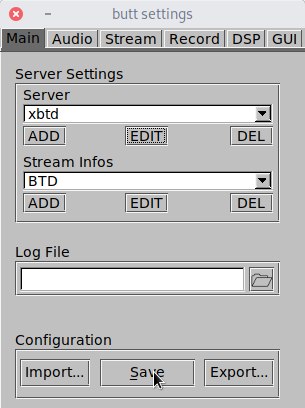 butt settings
Main Audio Stream Record DSP GUI
Server Settings
Server
xbtd
ADD EDIT DEL
Stream Infos
BTD
ADD EDIT DEL
Log File
Configuration
Import... Save Export...